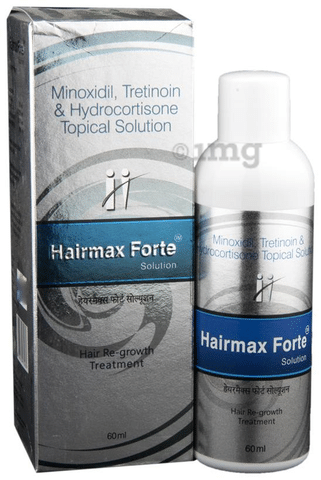 Minoxidil, Tretinoin
& Hydrocortisone
Topical Solution
Hairmax Forte
Solution
हेयरमैक्स फोर्ट सोल्यूशन
Hair Re-growth
Treatment
60ml
1mg
Minoxidil, Tretinoin &
Hydrocortisone Topical Solution
Hairmax Forte
Solution
हेयरमैक्स फोर्ट सोल्यूशन
Hair Re-growth
Treatment
60ml